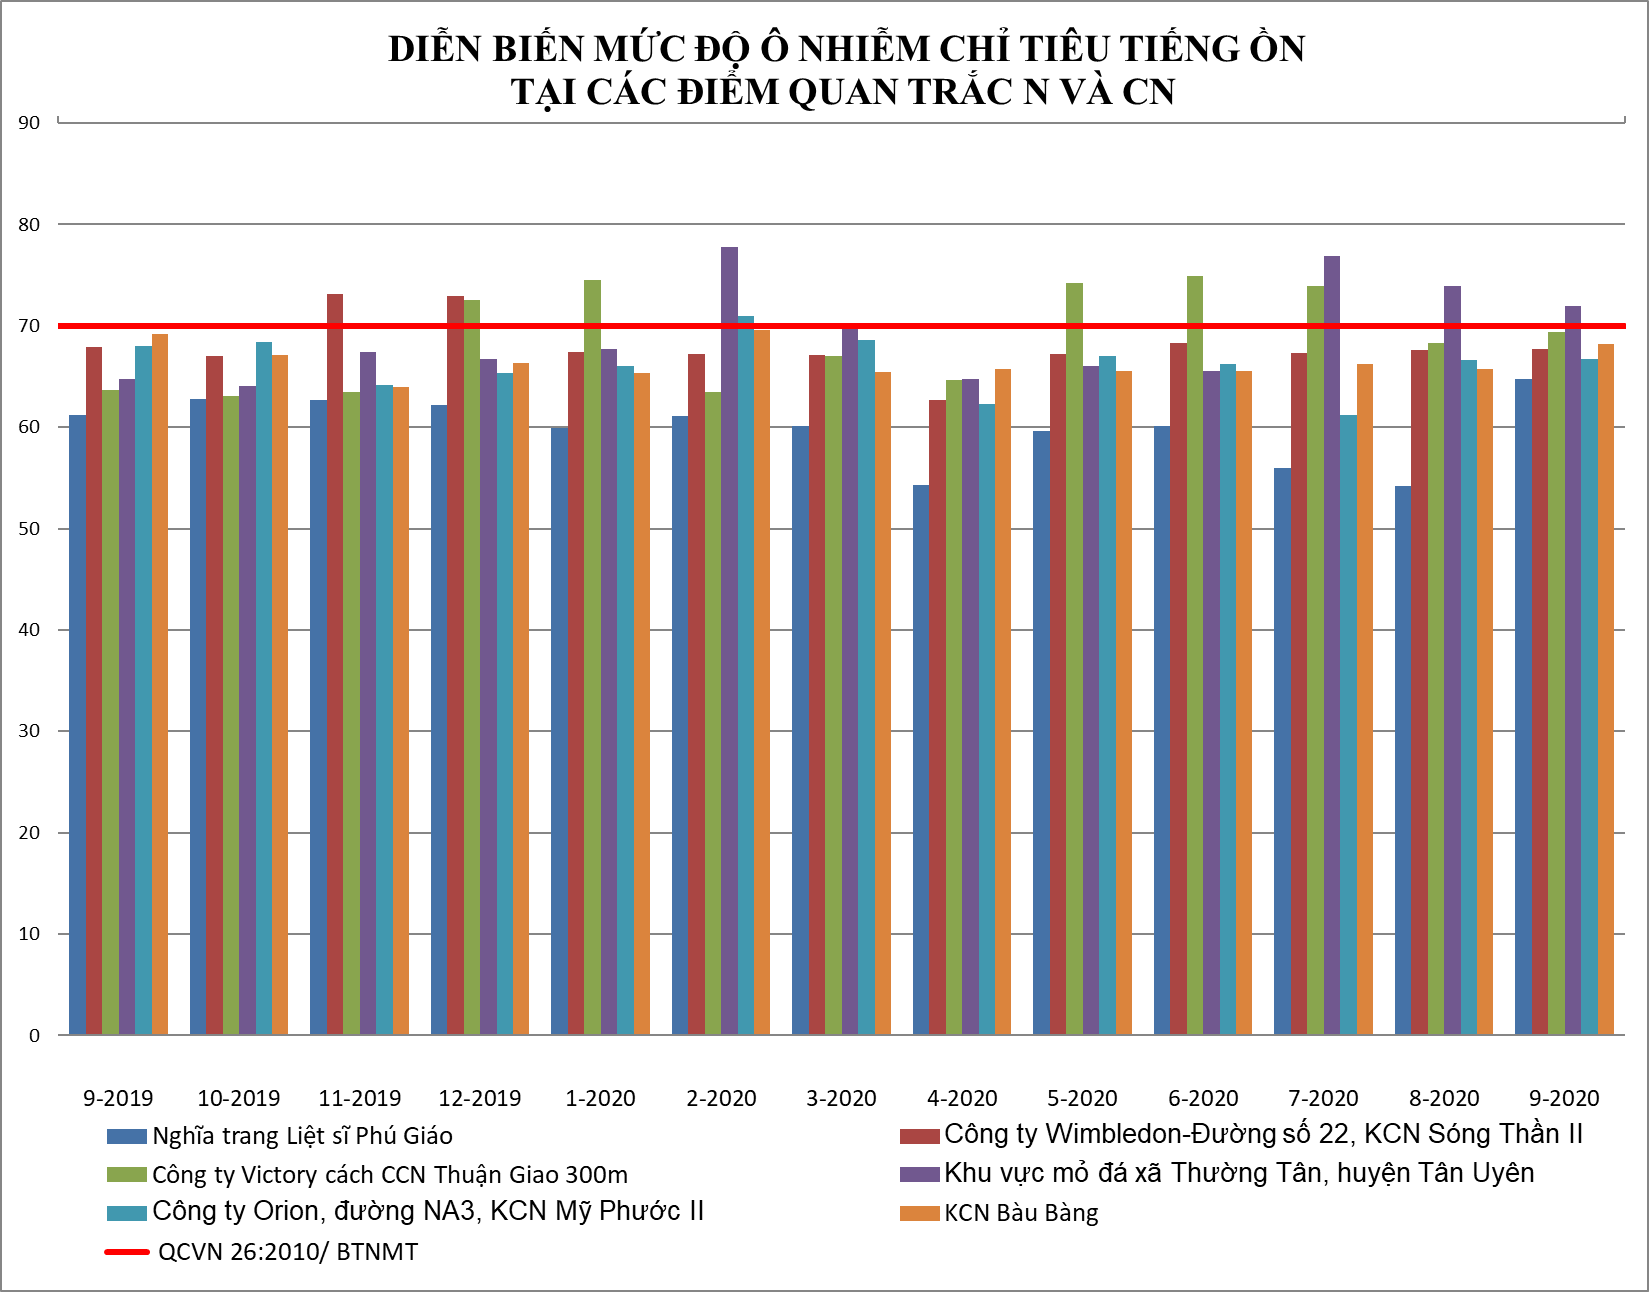 DIỄN BIẾN MỨC ĐỘ Ô NHIỄM CHỈ TIÊU TIẾNG ỒN
TẠI CÁC ĐIỂM QUAN TRẮC N VÀ CN
90
80
70
60
50
40
30
20
10
0
9-2019 10-2019 11-2019 12-2019 1-2020 2-2020 3-2020 4-2020 5-2020 6-2020 7-2020 8-2020 9-2020
Nghĩa trang Liệt sĩ Phú Giáo
Công ty Wimbledon-Đường số 22, KCN Sóng Thần II
Công ty Victory cách CCN Thuận Giao 300m
Khu vực mỏ đá xã Thường Tân, huyện Tân Uyên
Công ty Orion, đường NA3, KCN Mỹ Phước II
KCN Bàu Bàng
QCVN 26:2010/ BTNMT